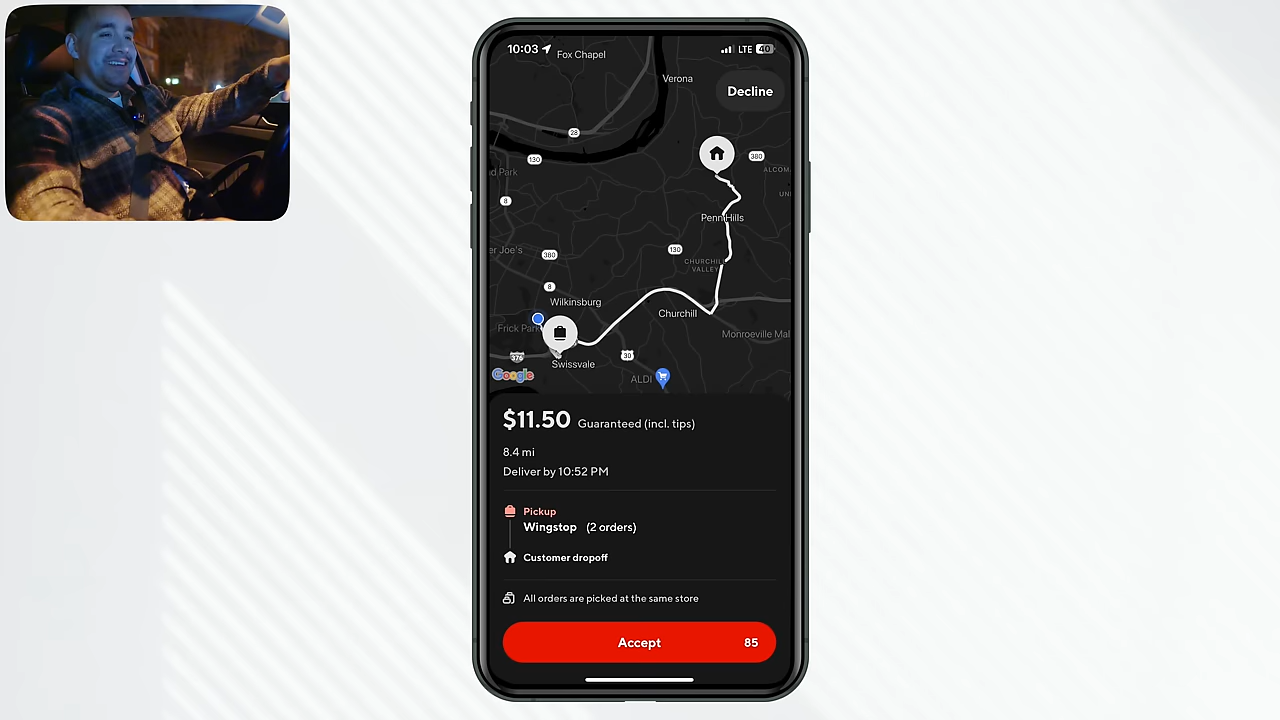 10:03
LTE 40
Fox Chapel
Verona
Decline
28
130
380
d Park
ALCOM
UN
8
Penn Hills
er Joe's
380
130
CHURCHILL
VALLEY
8
Wilkinsburg
Churchill
Frick Park
Monroeville Mal
376
30
Swissvale
Google
ALDI
$11.50 Guaranteed (incl. tips)
8.4 mi
Deliver by 10:52 PM
Pickup
Wingstop (2 orders)
Customer dropoff
All orders are picked at the same store
Accept 85